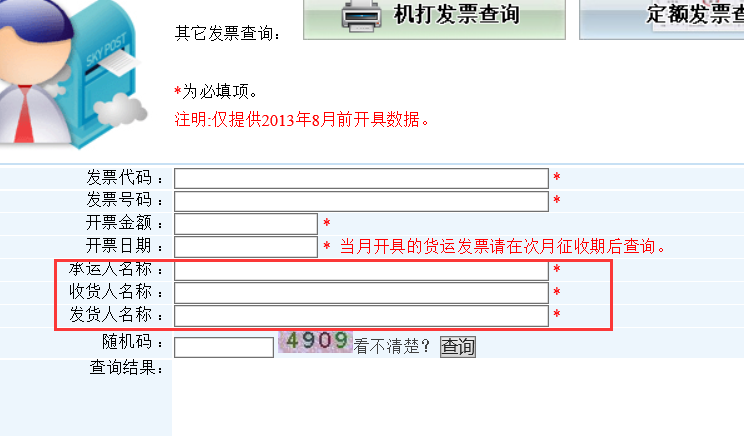 机打发票查询
定额发票查
其它发票查询：
SKY POST
*为必填项。
注明:仅提供2013年8月前开具数据。
发票代码： *
发票号码： *
开票金额： *
开票日期： * 当月开具的货运发票请在次月征收期后查询。
承运人名称： *
收货人名称： *
发货人名称： *
随机码： 4909 看不清楚? 查询
查询结果：